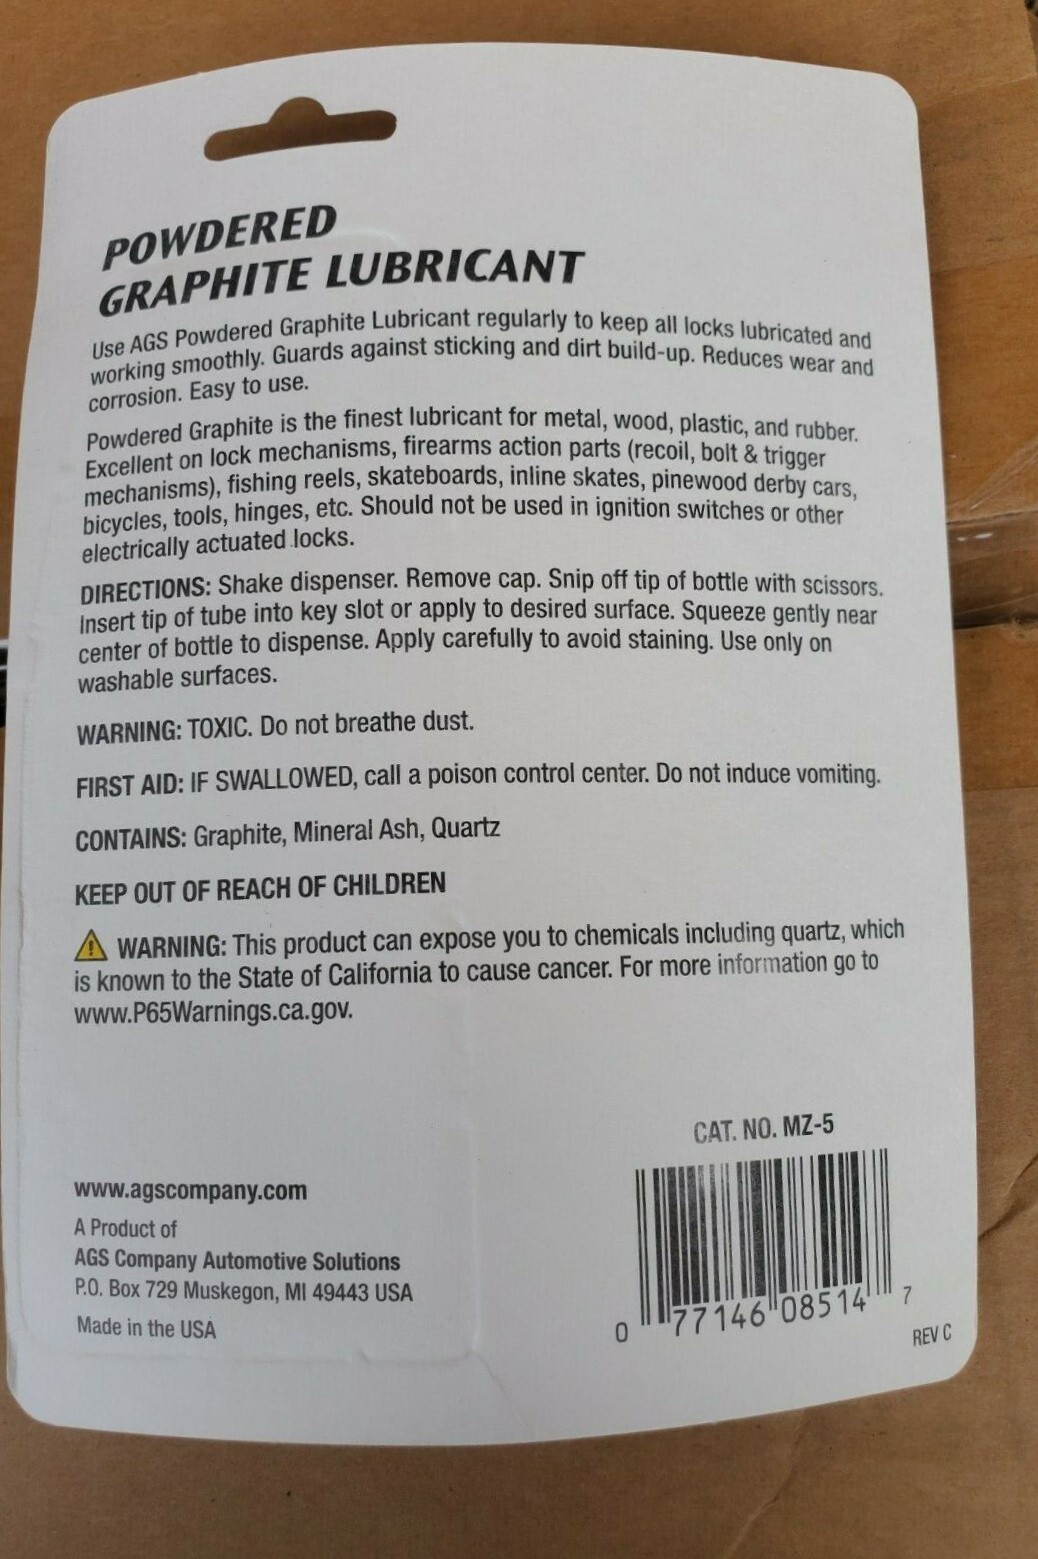 POWDERED
GRAPHITE LUBRICANT
Use AGS Powdered Graphite Lubricant regularly to keep all locks lubricated and
working smoothly. Guards against sticking and dirt build-up. Reduces wear and
corrosion. Easy to use.
Powdered Graphite is the finest lubricant for metal, wood, plastic, and rubber.
Excellent on lock mechanisms, firearms action parts (recoil, bolt & trigger
mechanisms), fishing reels, skateboards, inline skates, pinewood derby cars,
bicycles, tools, hinges, etc. Should not be used in ignition switches or other
electrically actuated locks.
DIRECTIONS: Shake dispenser. Remove cap. Snip off tip of bottle with scissors.
Insert tip of tube into key slot or apply to desired surface. Squeeze gently near
center of bottle to dispense. Apply carefully to avoid staining. Use only on
washable surfaces.
WARNING: TOXIC. Do not breathe dust.
FIRST AID: IF SWALLOWED, call a poison control center. Do not induce vomiting.
CONTAINS: Graphite, Mineral Ash, Quartz
KEEP OUT OF REACH OF CHILDREN
WARNING: This product can expose you to chemicals including quartz, which
is known to the State of California to cause cancer. For more information go to
www.P65Warnings.ca.gov.
CAT. NO. MZ-5
www.agscompany.com
A Product of
AGS Company Automotive Solutions
P.O. Box 729 Muskegon, MI 49443 USA
Made in the USA
0 77146 08514 7
REV C